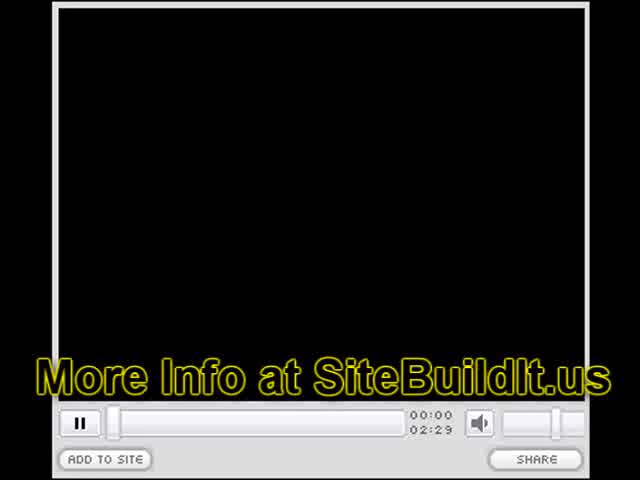 More Info at SiteBuildIt.us
00:00
02:29
ADD TO SITE
SHARE